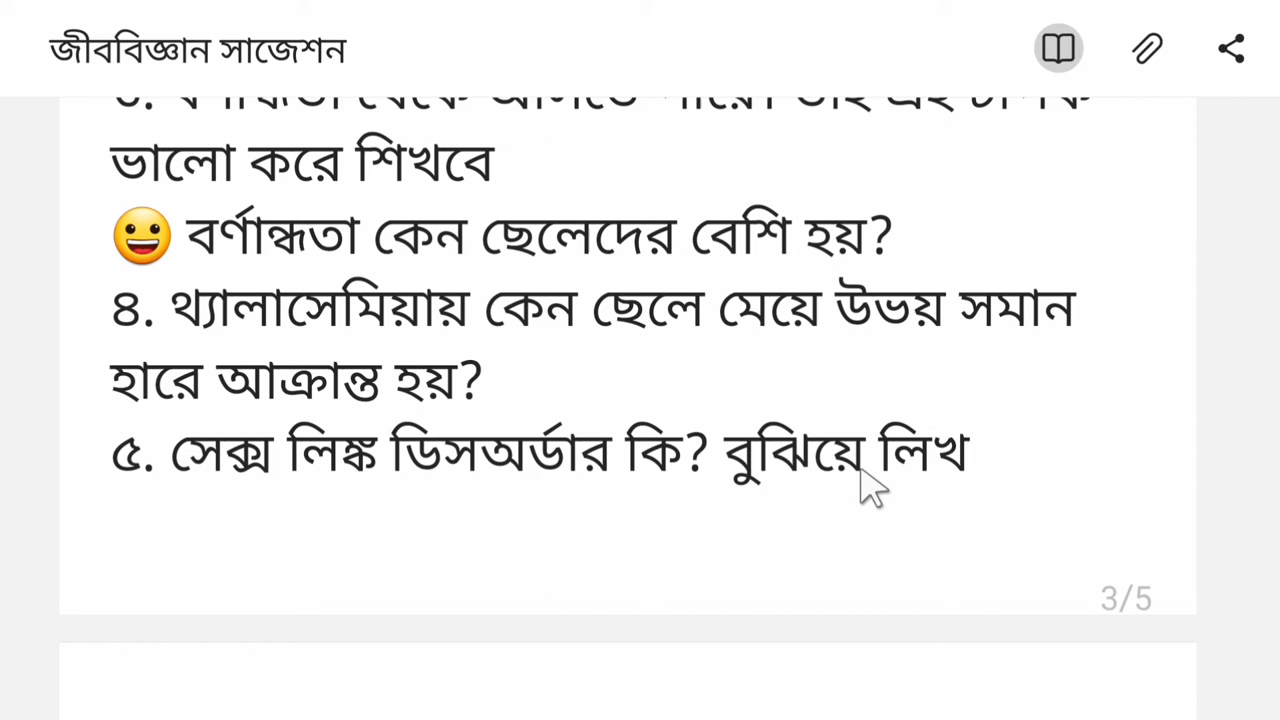 জীববিজ্ঞান সাজেশন
ভালো করে শিখবে
😀 বর্ণান্ধতা কেন ছেলেদের বেশি হয়?
৪. থ্যালাসেমিয়ায় কেন ছেলে মেয়ে উভয় সমান
হারে আক্রান্ত হয়?
৫. সেক্স লিঙ্ক ডিসঅর্ডার কি? বুঝিয়ে লিখ
3/5